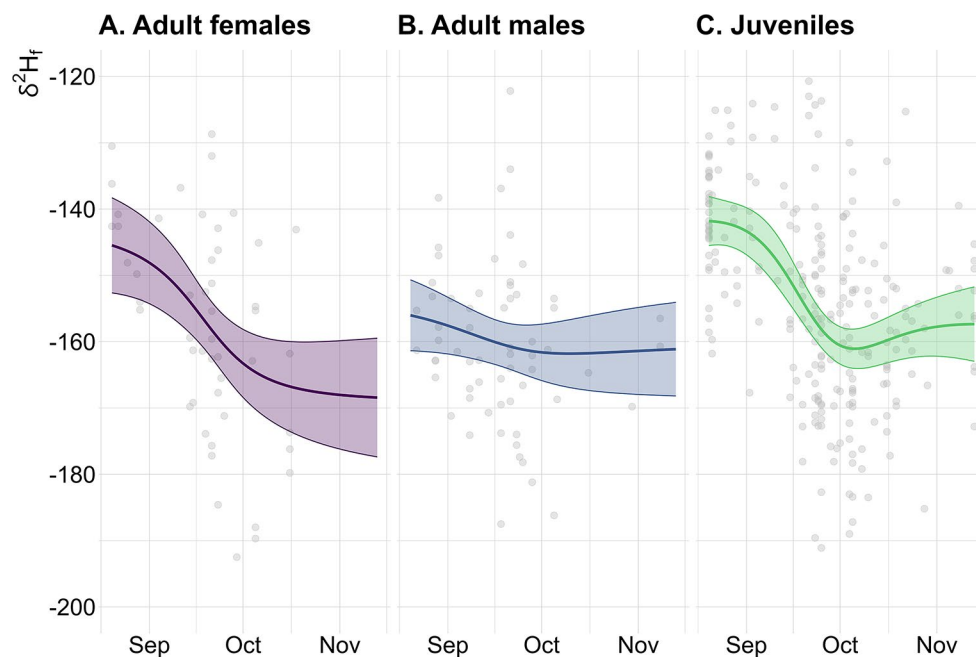 A. Adult females B. Adult males C. Juveniles
δ²H_f
-120
-140
-160
-180
-200
Sep Oct Nov Sep Oct Nov Sep Oct Nov